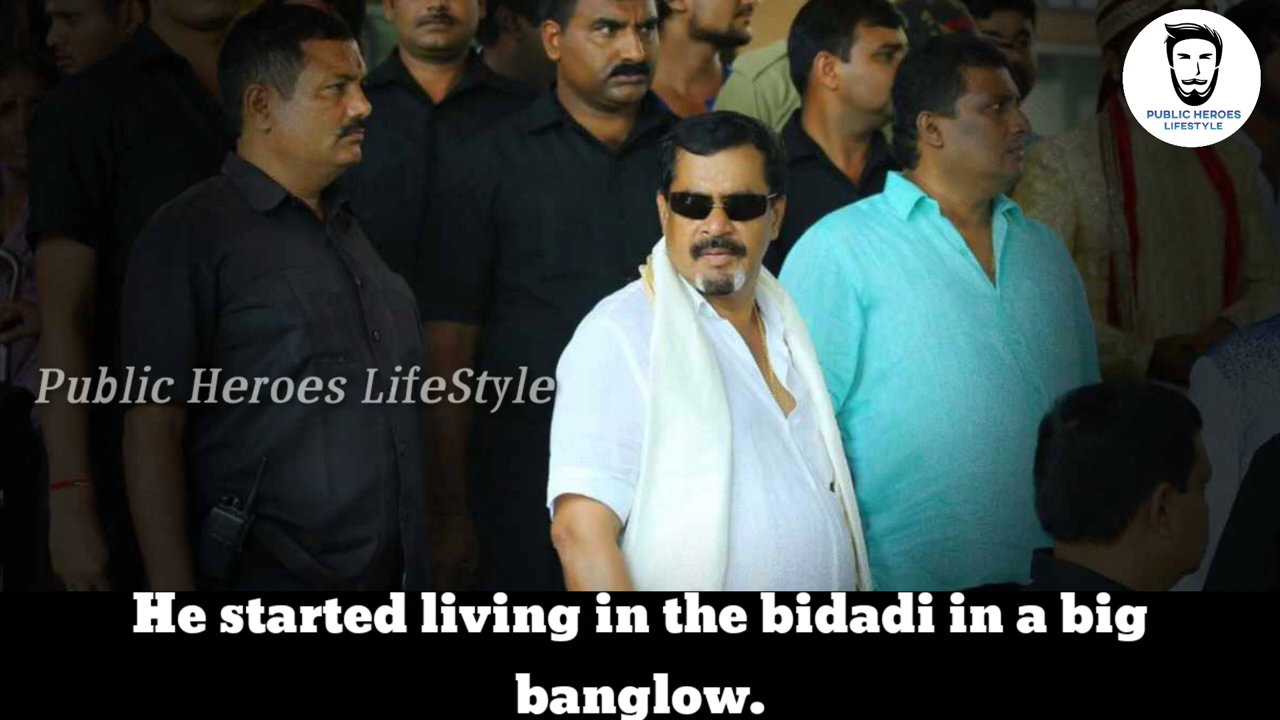 PUBLIC HEROES
LIFESTYLE
Public Heroes LifeStyle
He started living in the bidadi in a big
banglow.